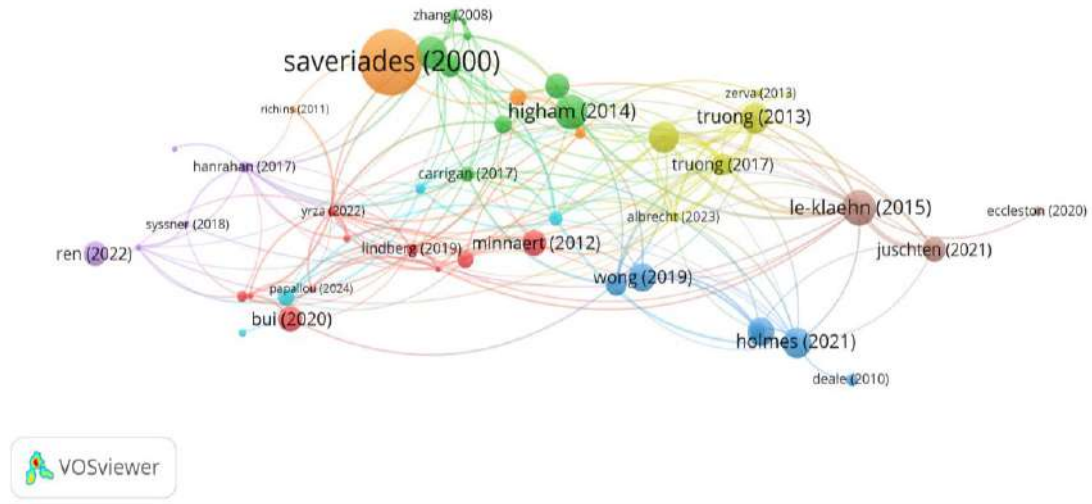 zhang (2008)
saveriades (2000)
zerva (2013)
richins (2011)
higham (2014)
truong (2013)
hanrahan (2017)
carrigan (2017)
truong (2017)
yrza (2022)
albrecht (2023)
le-klaehn (2015)
eccleston (2020)
syssner (2018)
lindberg (2019)
minnaert (2012)
ren (2022)
juschten (2021)
wong (2019)
papallou (2024)
bui (2020)
holmes (2021)
deale (2010)
VOSviewer